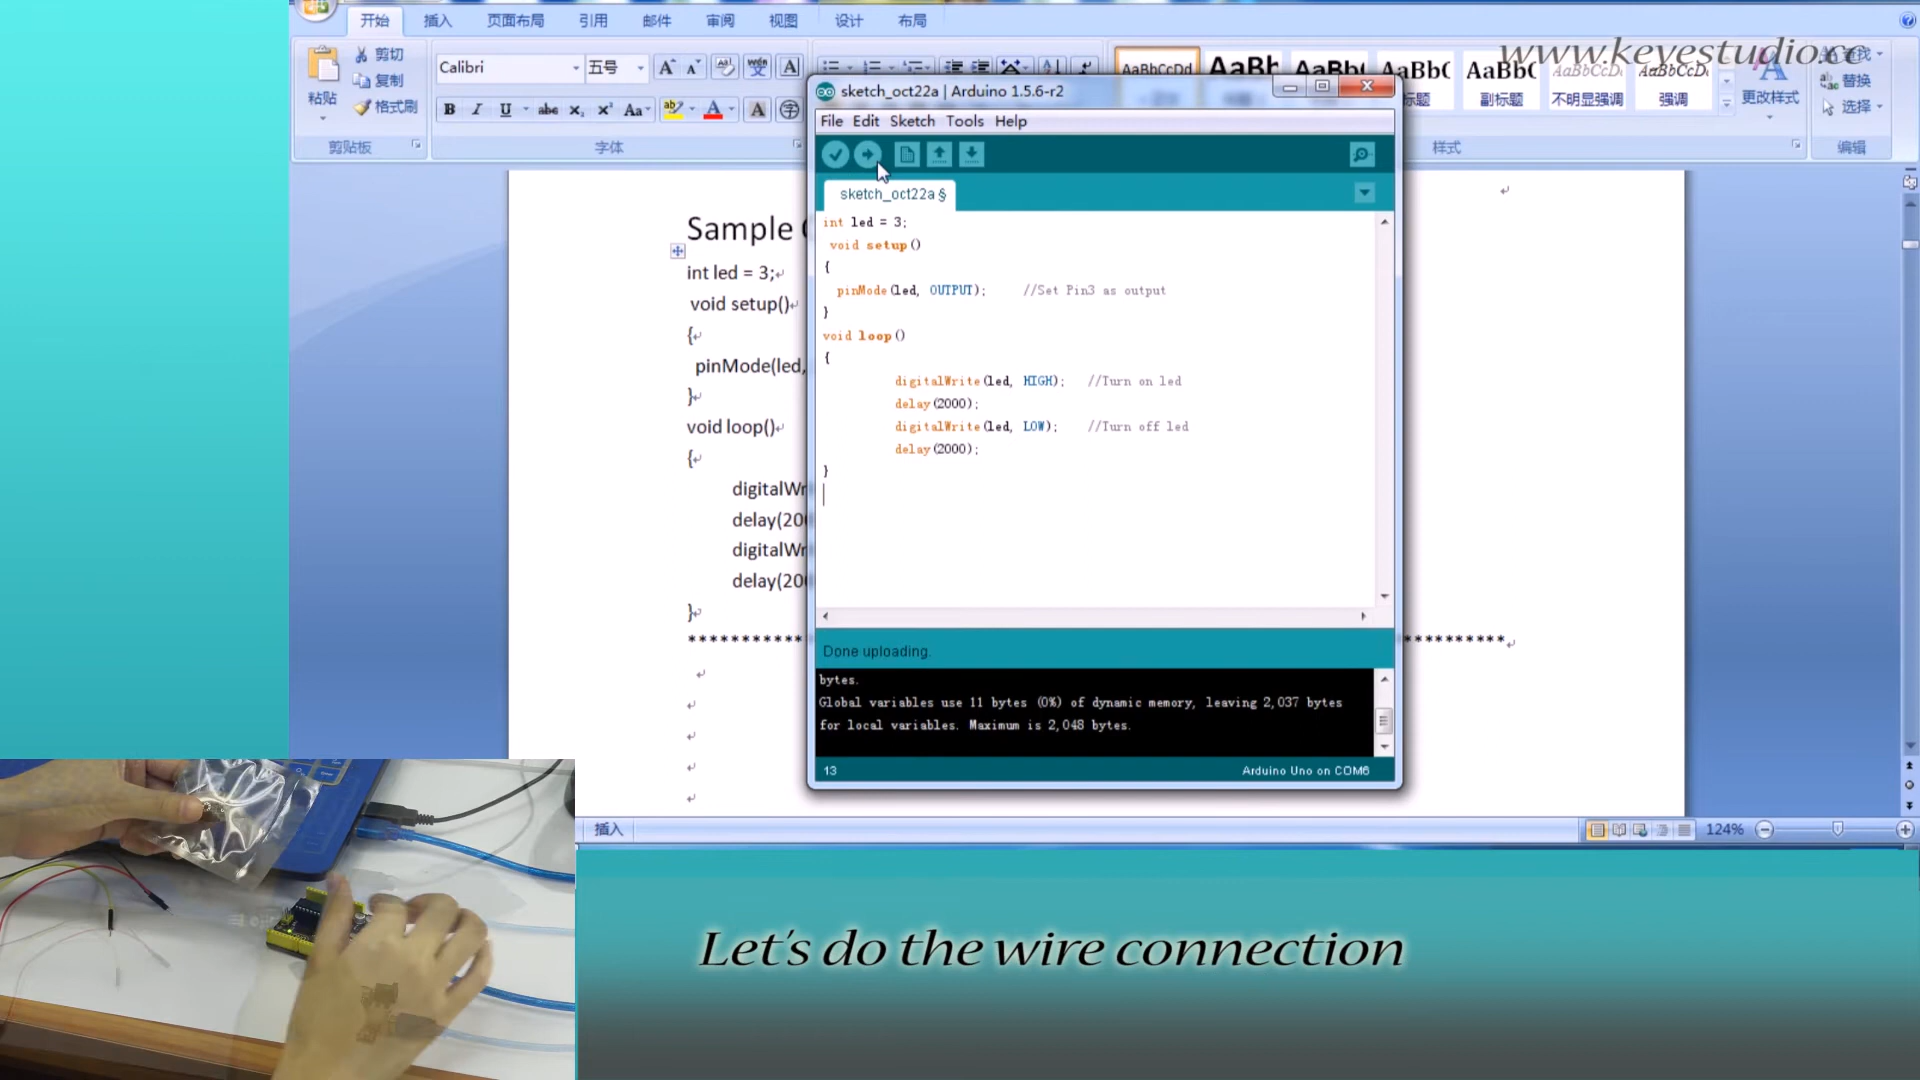 开始 插入 页面布局 引用 邮件 审阅 视图 设计 布局
www.keyestudio.cc
粘贴 剪切 复制 格式刷
Calibri 五号
AaBbCcDd AaBb AaBb( AaBb( AaBb( AaBbCcD AaBbCcD
标题 副标题 不明显强调 强调 更改样式 替换 选择
剪贴板 字体 样式 编辑
sketch_oct22a | Arduino 1.5.6-r2
File Edit Sketch Tools Help
sketch_oct22a §
int led = 3;
void setup()
{
pinMode(led, OUTPUT); //Set Pin3 as output
}
void loop()
{
digitalWrite(led, HIGH); //Turn on led
delay(2000);
digitalWrite(led, LOW); //Turn off led
delay(2000);
}
Done uploading.
bytes.
Global variables use 11 bytes (0%) of dynamic memory, leaving 2,037 bytes
for local variables. Maximum is 2,048 bytes.
13 Arduino Uno on COM6
Sample
int led = 3;
void setup()
{
pinMode(led,
}
void loop()
{
digitalWr
delay(20
digitalWr
delay(20
}
插入 124%
Let's do the wire connection